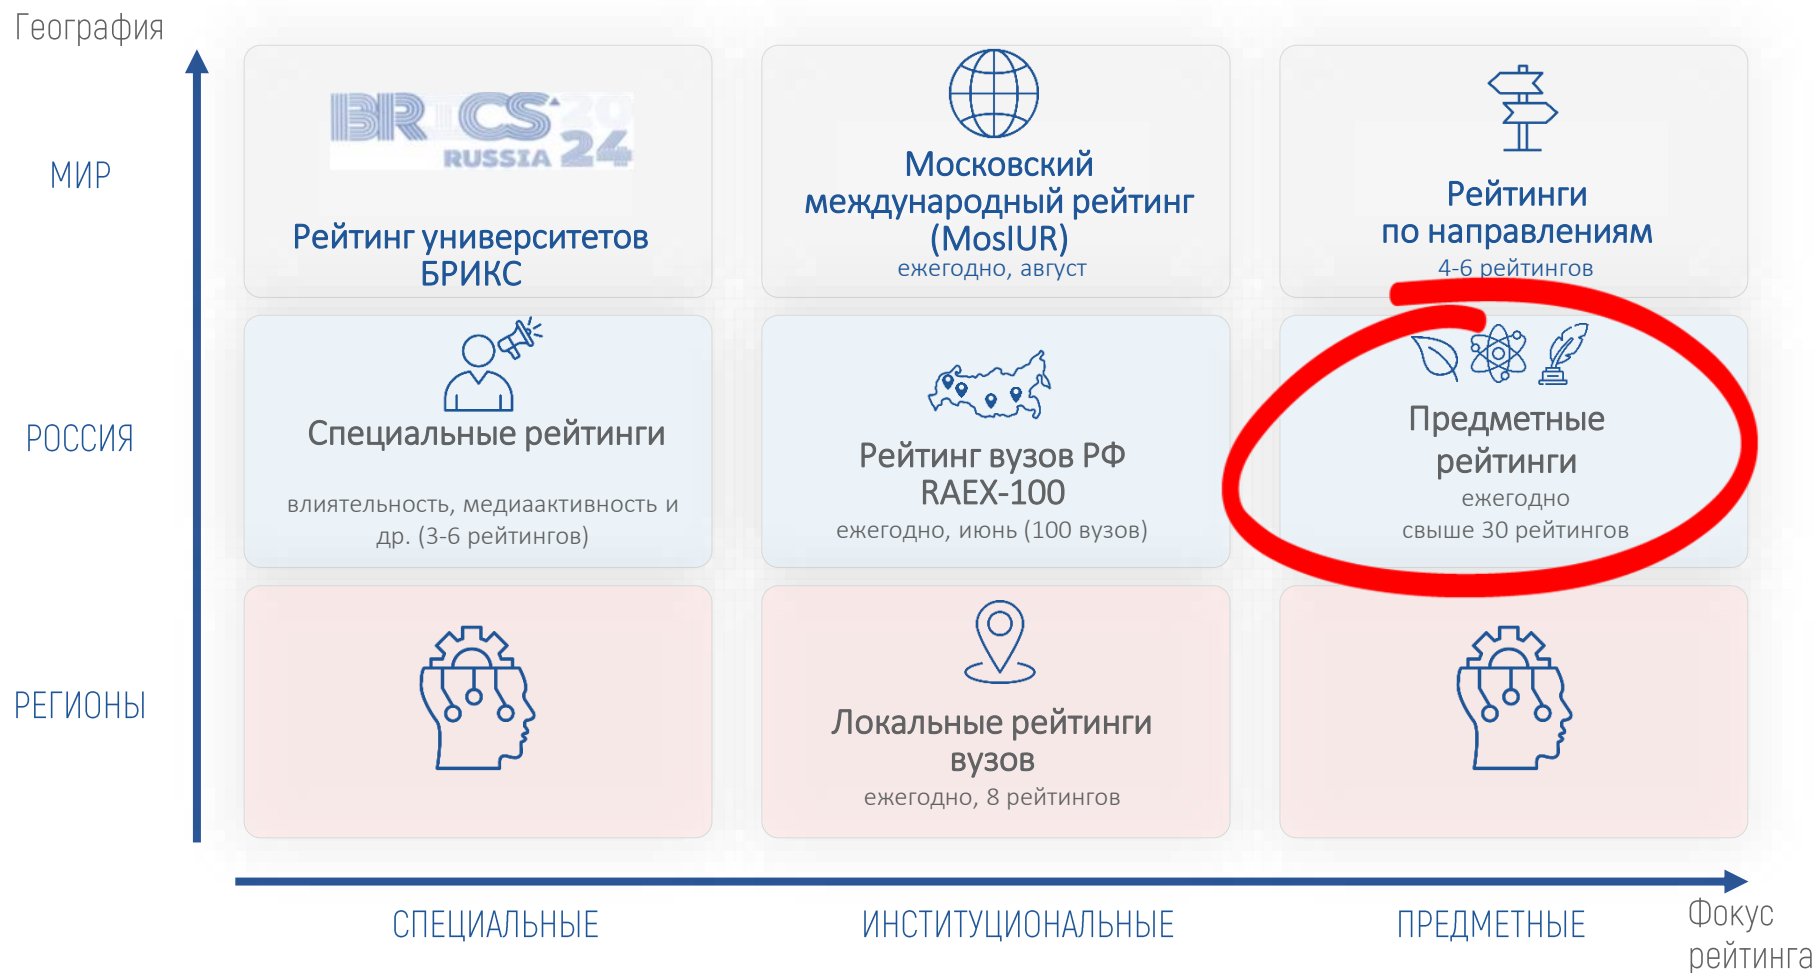 География
МИР
BRICS 2024
RUSSIA
Рейтинг университетов
БРИКС
Московский
международный рейтинг
(MosIUR)
ежегодно, август
Рейтинги
по направлениям
4-6 рейтингов
РОССИЯ
Специальные рейтинги
влиятельность, медиаактивность и
др. (3-6 рейтингов)
Рейтинг вузов РФ
RAEX-100
ежегодно, июнь (100 вузов)
Предметные
рейтинги
ежегодно
свыше 30 рейтингов
РЕГИОНЫ
Локальные рейтинги
вузов
ежегодно, 8 рейтингов
СПЕЦИАЛЬНЫЕ
ИНСТИТУЦИОНАЛЬНЫЕ
ПРЕДМЕТНЫЕ
Фокус
рейтинга